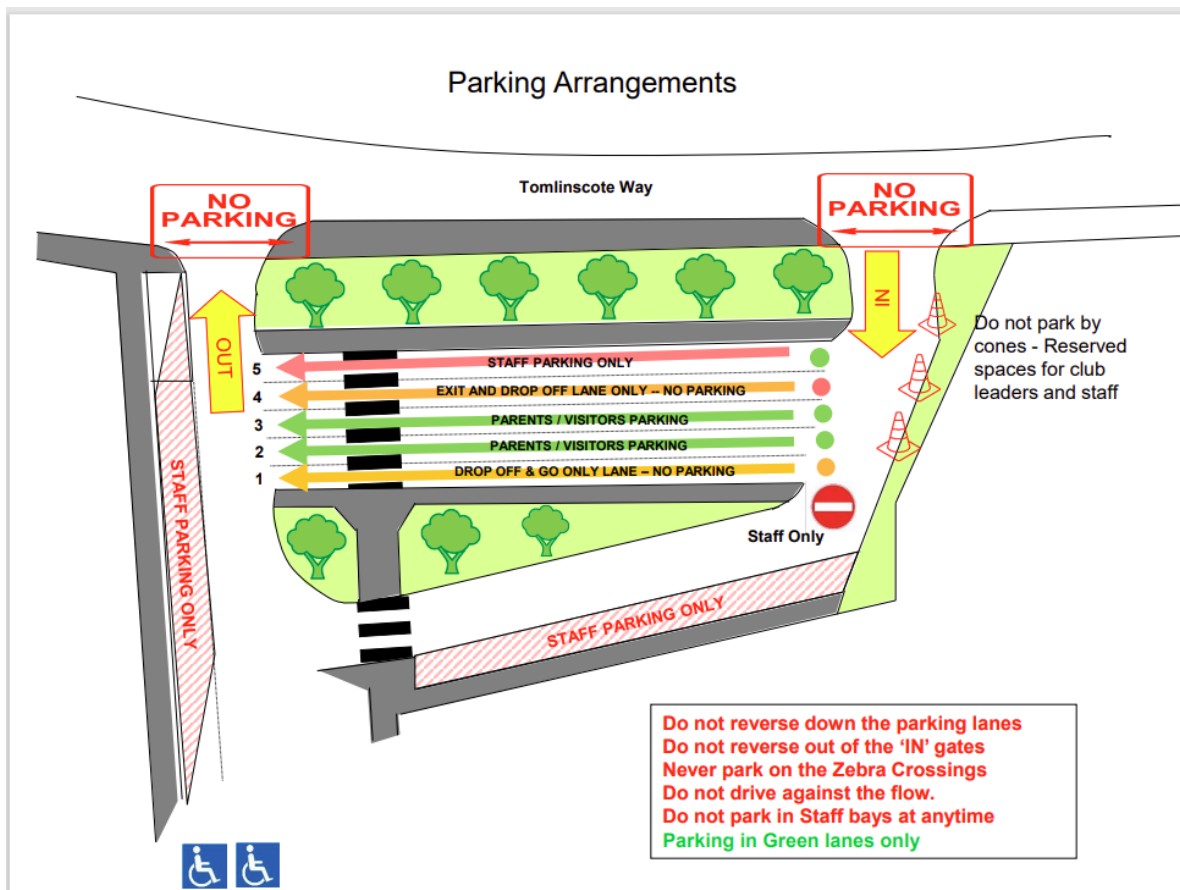 Parking Arrangements
Tomlinscote Way
NO
PARKING
NO
PARKING
IN
OUT
Do not park by
cones - Reserved
spaces for club
leaders and staff
5
STAFF PARKING ONLY
4
EXIT AND DROP OFF LANE ONLY -- NO PARKING
3
PARENTS / VISITORS PARKING
2
PARENTS / VISITORS PARKING
1
DROP OFF & GO ONLY LANE – NO PARKING
Staff Only
STAFF PARKING ONLY
STAFF PARKING ONLY
Do not reverse down the parking lanes
Do not reverse out of the ‘IN’ gates
Never park on the Zebra Crossings
Do not drive against the flow.
Do not park in Staff bays at anytime
Parking in Green lanes only